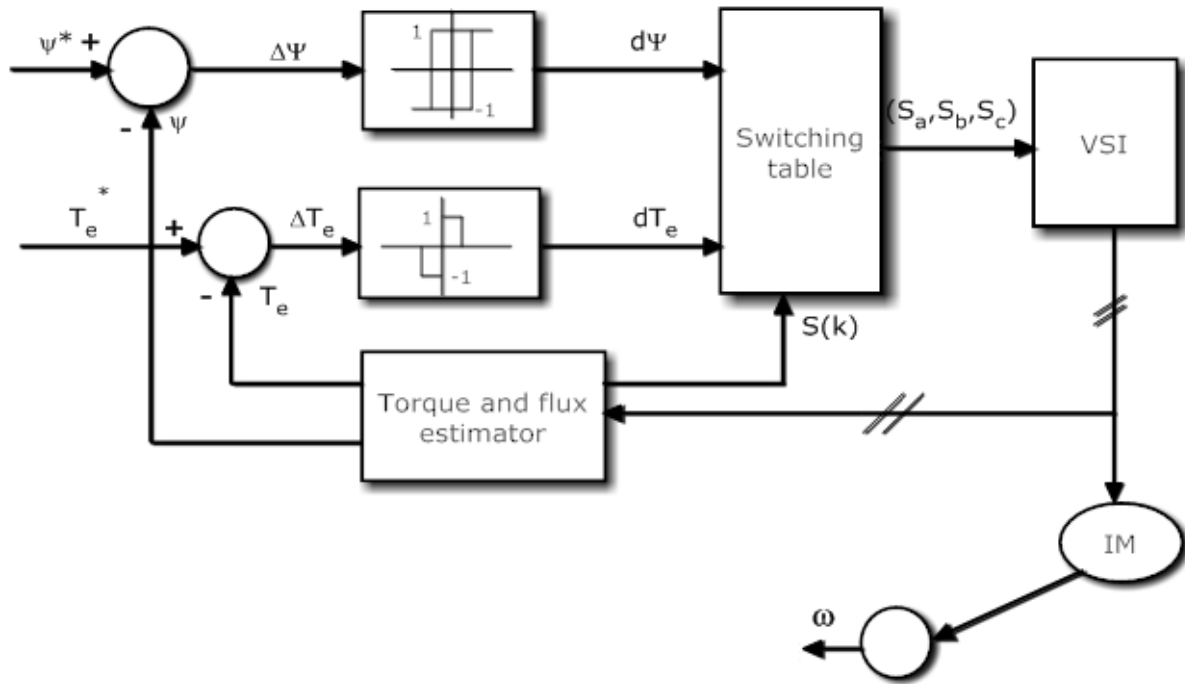 ψ* +
ΔΨ
1
-1
dΨ
- ψ
Switching
table
(Sa,Sb,Sc)
VSI
Te*
+
ΔTe
1
-1
dTe
- Te
S(k)
Torque and flux
estimator
IM
ω